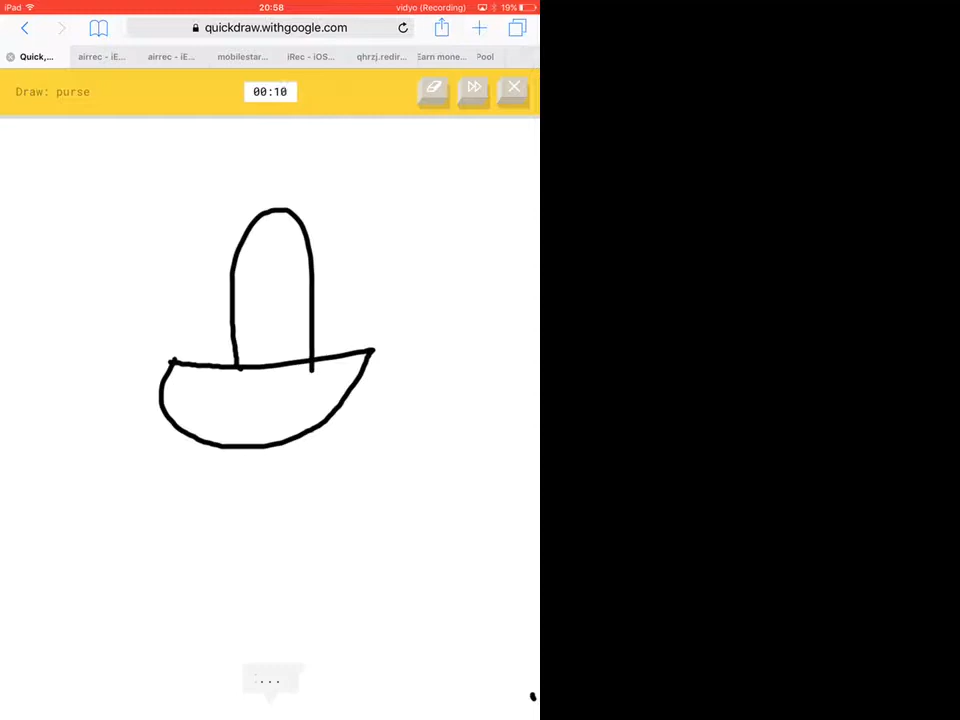 iPad 20:58 vidyo (Recording) 19%
quickdraw.withgoogle.com
Quick,... airrec - iE... airrec - iE... mobilestar... iRec - iOS... qhrzj.redir... Earn mone... Pool
Draw: purse 00:10
...